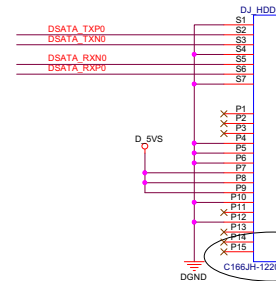 DJ_HDD
S1
DSATA_TXP0 S2
DSATA_TXN0 S3
S4
DSATA_RXN0 S5
DSATA_RXP0 S6
S7
P1
P2
P3
D_5VS P4
P5
P6
P7
P8
P9
P10
P11
P12
P13
P14
P15
C166JH-1220
DGND